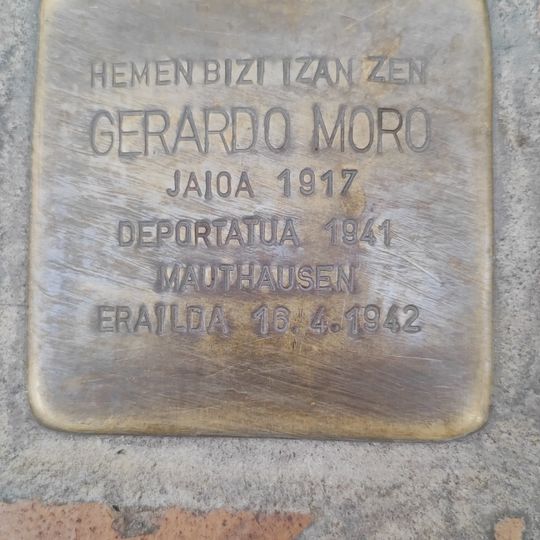 HEMEN BIZI IZAN ZEN
GERARDO MORO
JAIOA 1917
DEPORTATUA 1941
MAUTHAUSEN
ERAILDA 16.4.1942